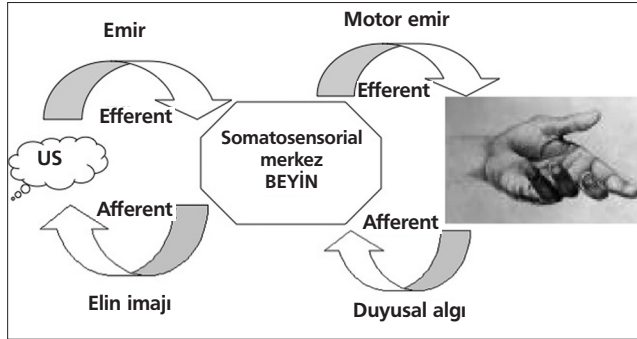 Emir
Motor emir
Efferent
Efferent
US
Somatosensorial
merkez
BEYİN
Afferent
Afferent
Elin imajı
Duyusal algı